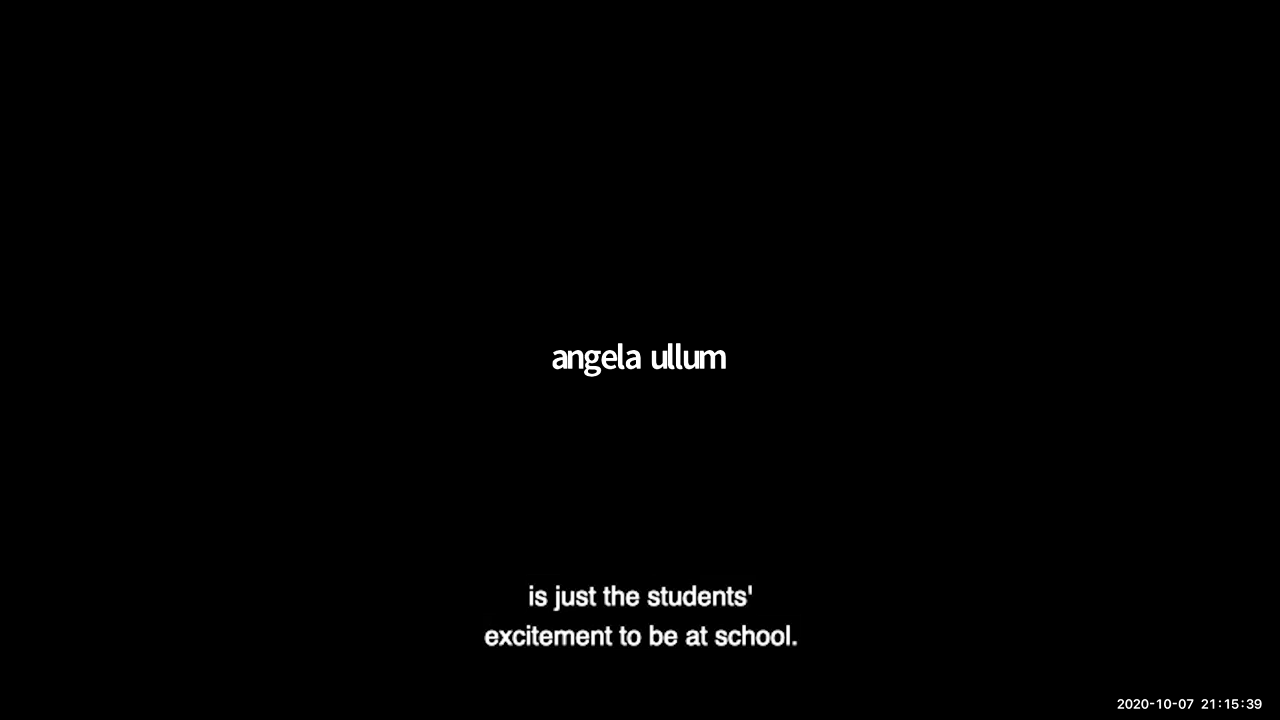 angela ullum
is just the students'
excitement to be at school.
2020-10-07 21:15:39